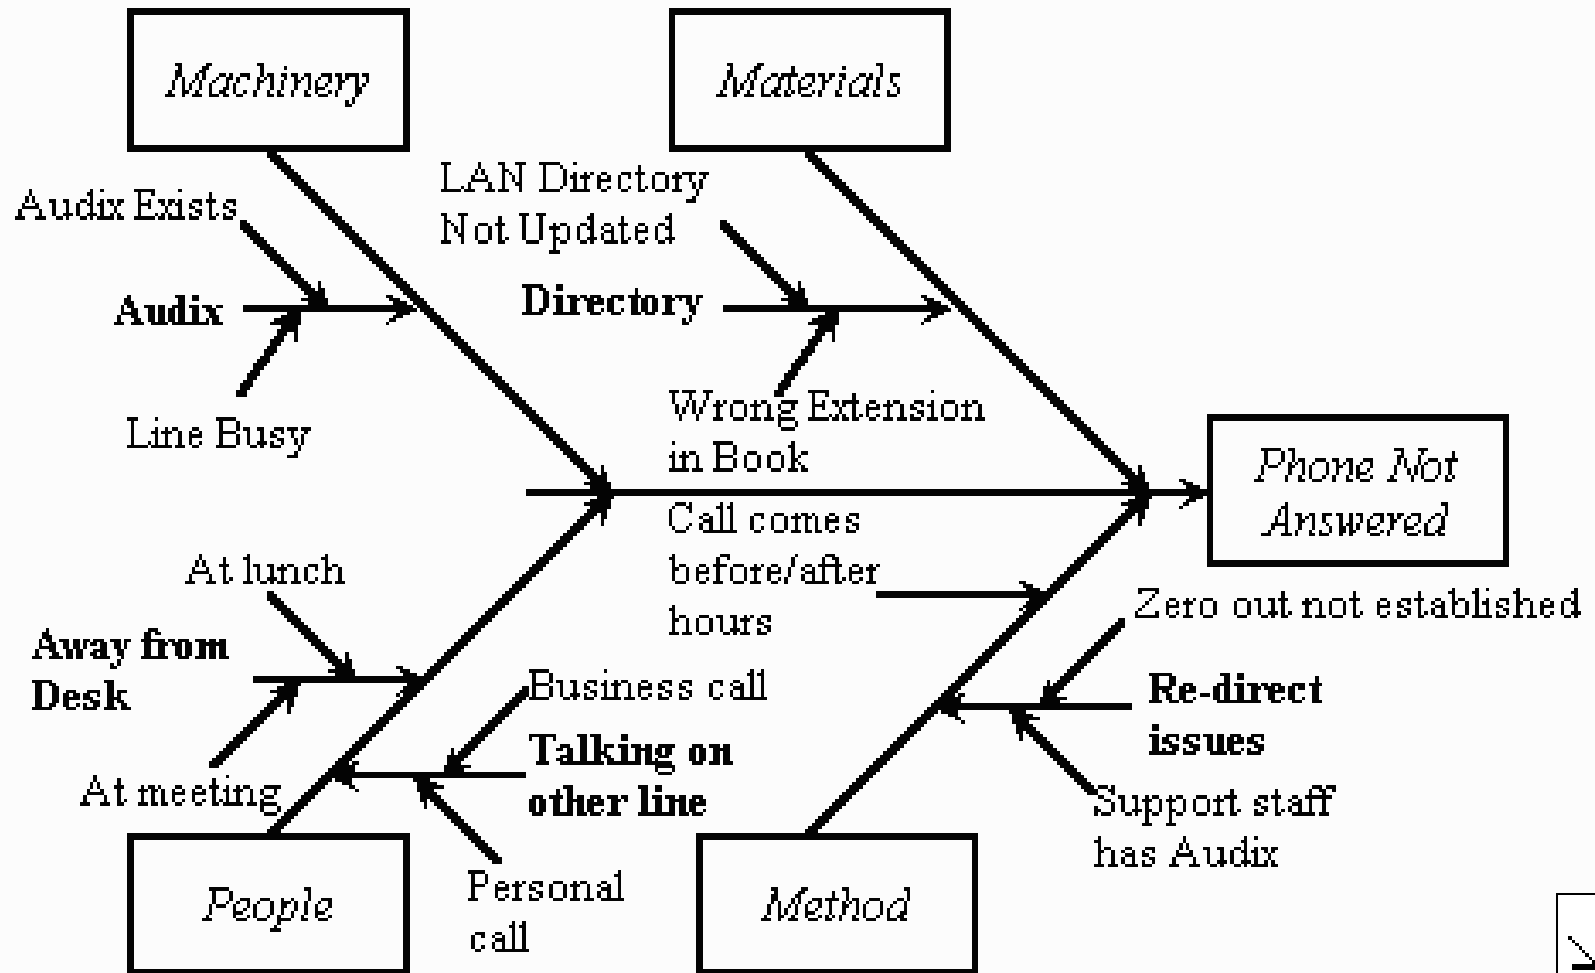 Machinery
Materials
Audix Exists
LAN Directory
Not Updated
Audix
Directory
Line Busy
Wrong Extension
in Book
Phone Not
Answered
Call comes
before/after
hours
At lunch
Away from
Desk
At meeting
Business call
Talking on
other line
Personal
call
Zero out not established
Re-direct
issues
Support staff
has Audix
People
Method